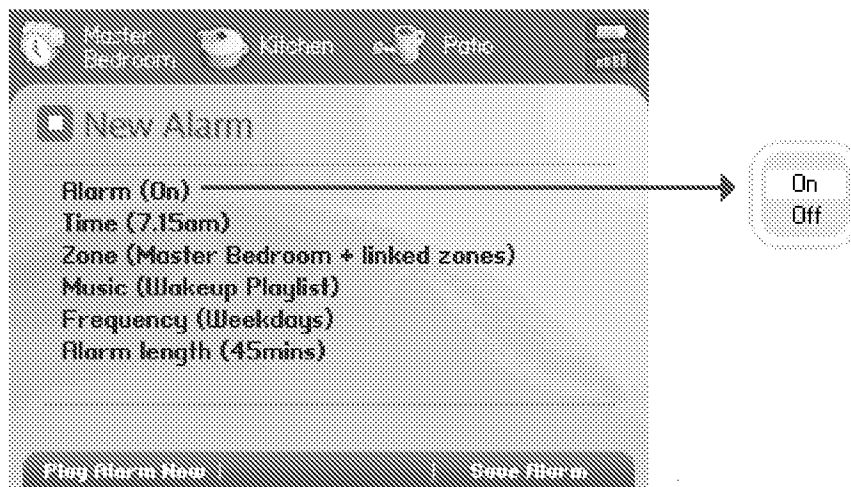 Master
Bedroom
Kitchen
Patio
New Alarm
Alarm (On)
Time (7.15am)
Zone (Master Bedroom + linked zones)
Music (Wakeup Playlist)
Frequency (Weekdays)
Alarm length (45mins)
On
Off
Play Alarm Now
Save Alarm